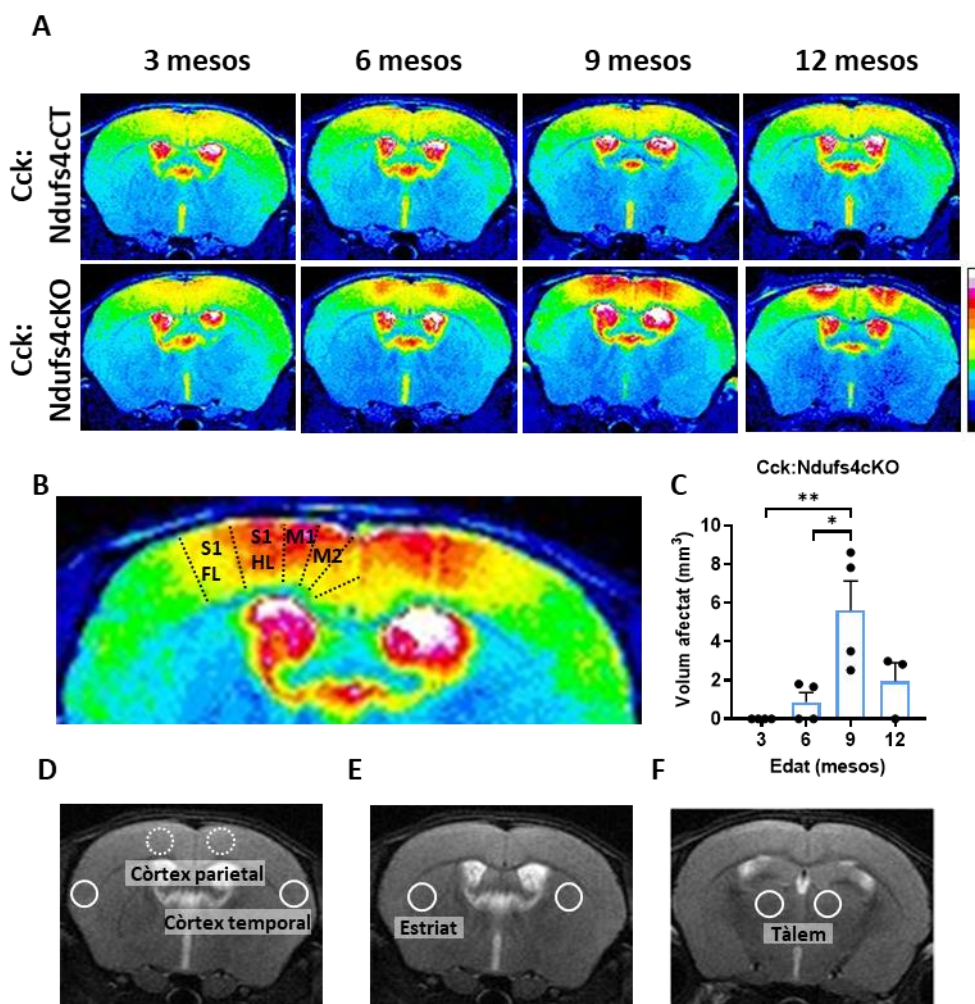 A
3 mesos 6 mesos 9 mesos 12 mesos
Cck:
Ndufs4cCT
Cck:
Ndufs4cKO
B
S1
FL
S1
HL
M1
M2
C
Cck:Ndufs4cKO
**
*
Volum afectat (mm³)
10
8
6
4
2
0
3 6 9 12
Edat (mesos)
D
Còrtex parietal
Còrtex temporal
E
Estriat
F
Tàlem